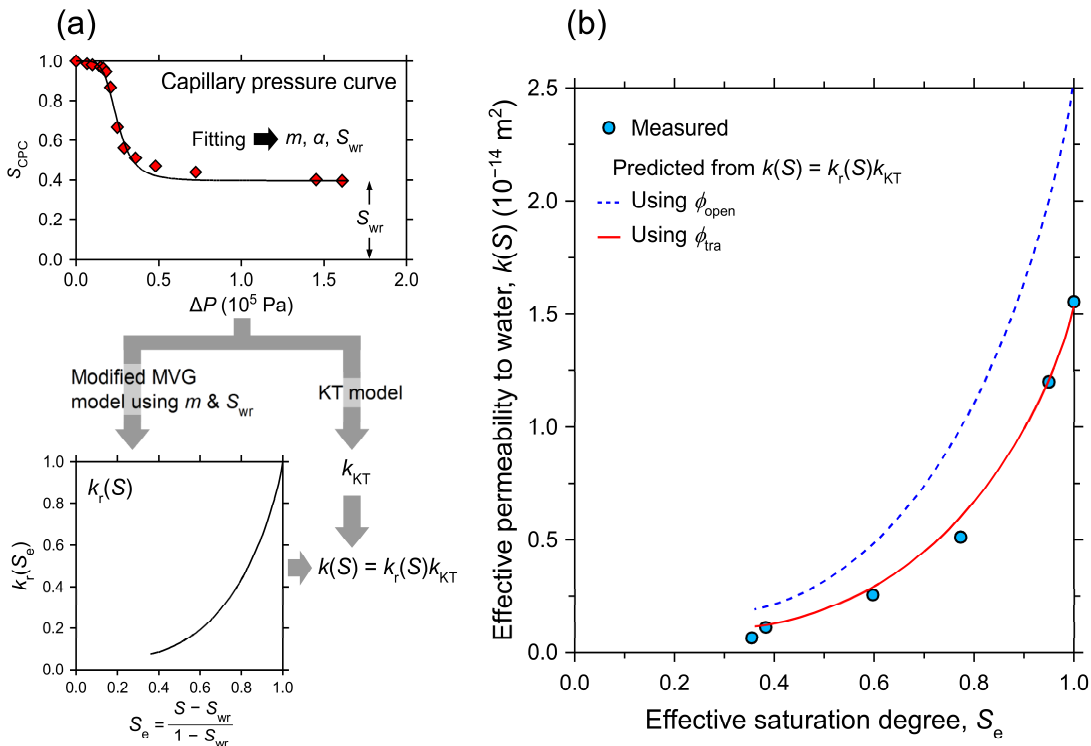 (a)
1.0
0.8
0.6
0.4
0.2
0.0
S_CPC
Capillary pressure curve
Fitting m, α, S_wr
S_wr
0.0 0.5 1.0 1.5 2.0
ΔP (10⁵ Pa)
Modified MVG
model using m & S_wr
KT model
k_KT
k(S) = k_r(S)k_KT
1.0
0.8
0.6
0.4
0.2
0.0
k_r(S_e)
k_r(S)
0.0 0.2 0.4 0.6 0.8 1.0
S_e = S − S_wr / 1 − S_wr
(b)
2.5
2.0
1.5
1.0
0.5
0.0
Effective permeability to water, k(S) (10⁻¹⁴ m²)
Measured
Predicted from k(S) = k_r(S)k_KT
Using ϕ_open
Using ϕ_tra
0.0 0.2 0.4 0.6 0.8 1.0
Effective saturation degree, S_e